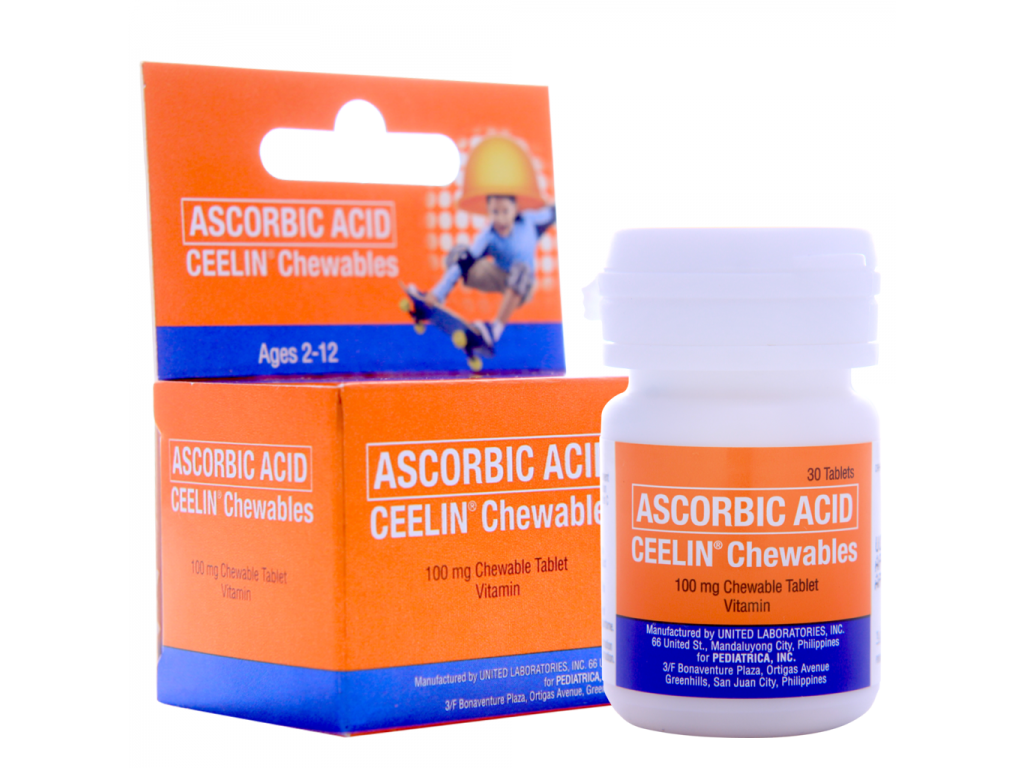 ASCORBIC ACID
CEELIN® Chewables
Ages 2-12
ASCORBIC ACID
CEELIN® Chewables
100 mg Chewable Tablet
Vitamin
ASCORBIC ACI
CEELIN® Chewable
100 mg Chewable Tablet
Vitamin
Manufactured by UNITED LABORATORIES, INC. 66 U
for PEDIATRICA,
3/F Bonaventure Plaza, Ortigas Avenue, Gree
30 Tablets
ASCORBIC ACID
CEELIN® Chewables
100 mg Chewable Tablet
Vitamin
Manufactured by UNITED LABORATORIES, INC.
66 United St., Mandaluyong City, Philippines
for PEDIATRICA, INC.
3/F Bonaventure Plaza, Ortigas Avenue
Greenhills, San Juan City, Philippines